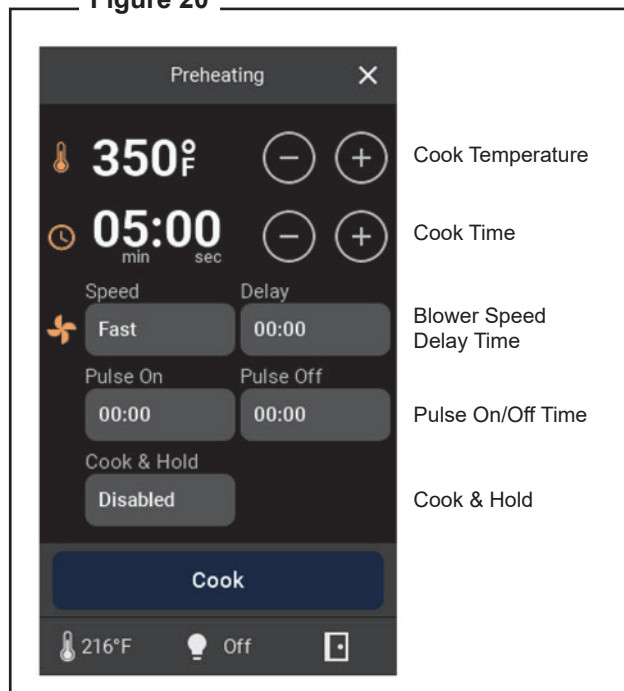 Figure 20
Preheating
350°F
Cook Temperature
05:00
min sec
Cook Time
Speed Delay
Fast 00:00
Blower Speed
Delay Time
Pulse On Pulse Off
00:00 00:00
Pulse On/Off Time
Cook & Hold
Disabled
Cook & Hold
Cook
216°F Off